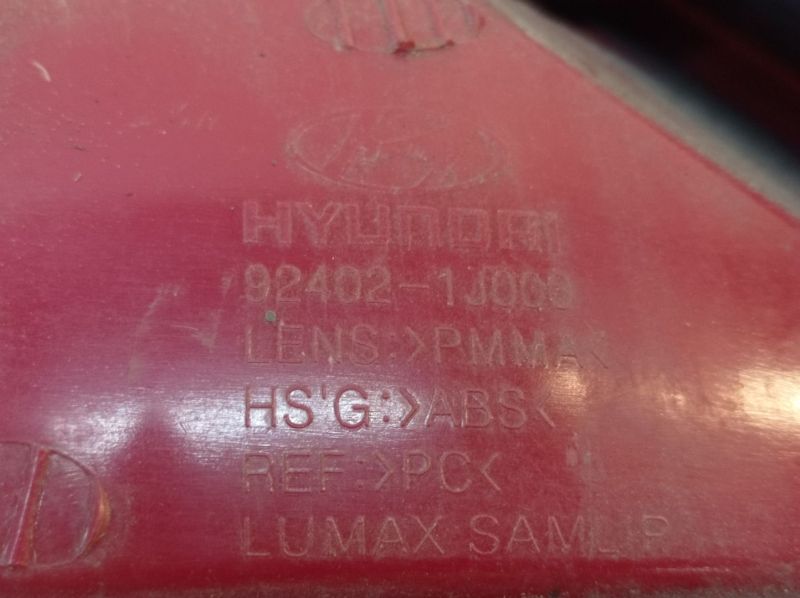 HYUNDAI
92402-1J000
LENS:>PMMA<
HS'G:>ABS<
REF:>PC<
LUMAX SAMLIP